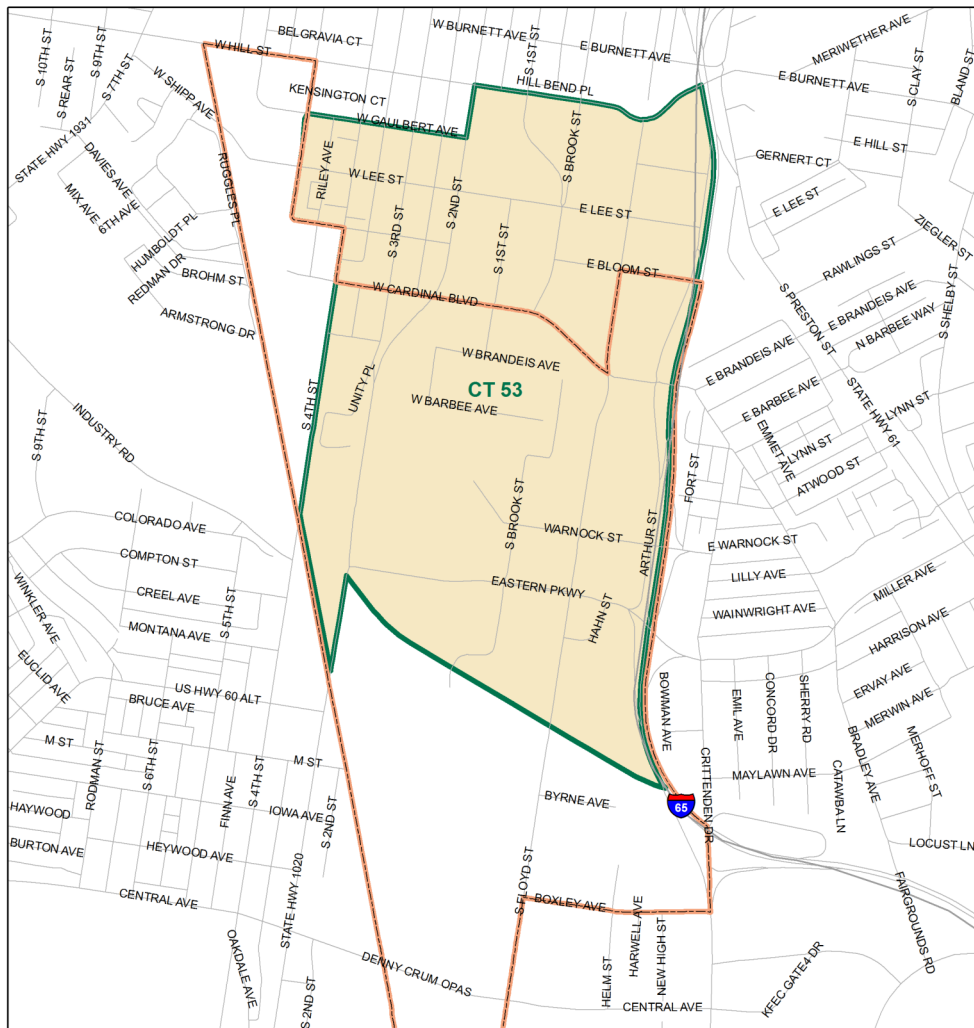 S 10TH ST
S REAR ST
S 9TH ST
S 7TH ST
BELGRAVIA CT
W HILL ST
W BURNETT AVE
S 1ST ST
E BURNETT AVE
MERIWETHER AVE
E BURNETT AVE
S CLAY ST
BLAND ST
W SHIPP AVE
KENSINGTON CT
HILL BEND PL
W GAULBERT AVE
STATE HWY 1931
DAVIES AVE
MIX AVE
6TH AVE
RUGGLES PL
RILEY AVE
W LEE ST
S BROOK ST
E HILL ST
GERNERT CT
E LEE ST
HUMBOLDT PL
REDMAN DR
BROHM ST
S 3RD ST
S 2ND ST
S 1ST ST
E LEE ST
ZIEGLER ST
RAWLINGS ST
S SHELBY ST
ARMSTRONG DR
W CARDINAL BLVD
E BLOOM ST
S PRESTON ST
E BRANDEIS AVE
N BARBEE WAY
W BRANDEIS AVE
E BRANDEIS AVE
CT 53
UNITY PL
W BARBEE AVE
E BARBEE AVE
STATE HWY 61
LYNN ST
S 4TH ST
INDUSTRY RD
S 9TH ST
EMMET AVE
LYNN ST
ATWOOD ST
FORT ST
COLORADO AVE
S BROOK ST
WARNOCK ST
ARTHUR ST
E WARNOCK ST
COMPTON ST
LILLY AVE
WINKLER AVE
CREEL AVE
EASTERN PKWY
WAINWRIGHT AVE
MILLER AVE
S 5TH ST
MONTANA AVE
HAHN ST
HARRISON AVE
EUCLID AVE
US HWY 60 ALT
BRUCE AVE
BOWMAN AVE
EMIL AVE
CONCORD DR
SHERRY RD
ERVAY AVE
MERWIN AVE
M ST
RODMAN ST
S 6TH ST
M ST
CRITTENDEN DR
MAYLAWN AVE
CATAWBA LN
BRADLEY AVE
MERHOFF ST
HAYWOOD
FINN AVE
S 4TH ST
IOWA AVE
S 2ND ST
BYRNE AVE
65
BURTON AVE
HEYWOOD AVE
LOCUST LN
S FLOYD ST
CENTRAL AVE
STATE HWY 1020
BOXLEY AVE
FAIRGROUNDS RD
OAKDALE AVE
S 2ND ST
DENNY CRUM OPAS
HELM ST
HARWELL AVE
NEW HIGH ST
CENTRAL AVE
KFEC GATE4 DR